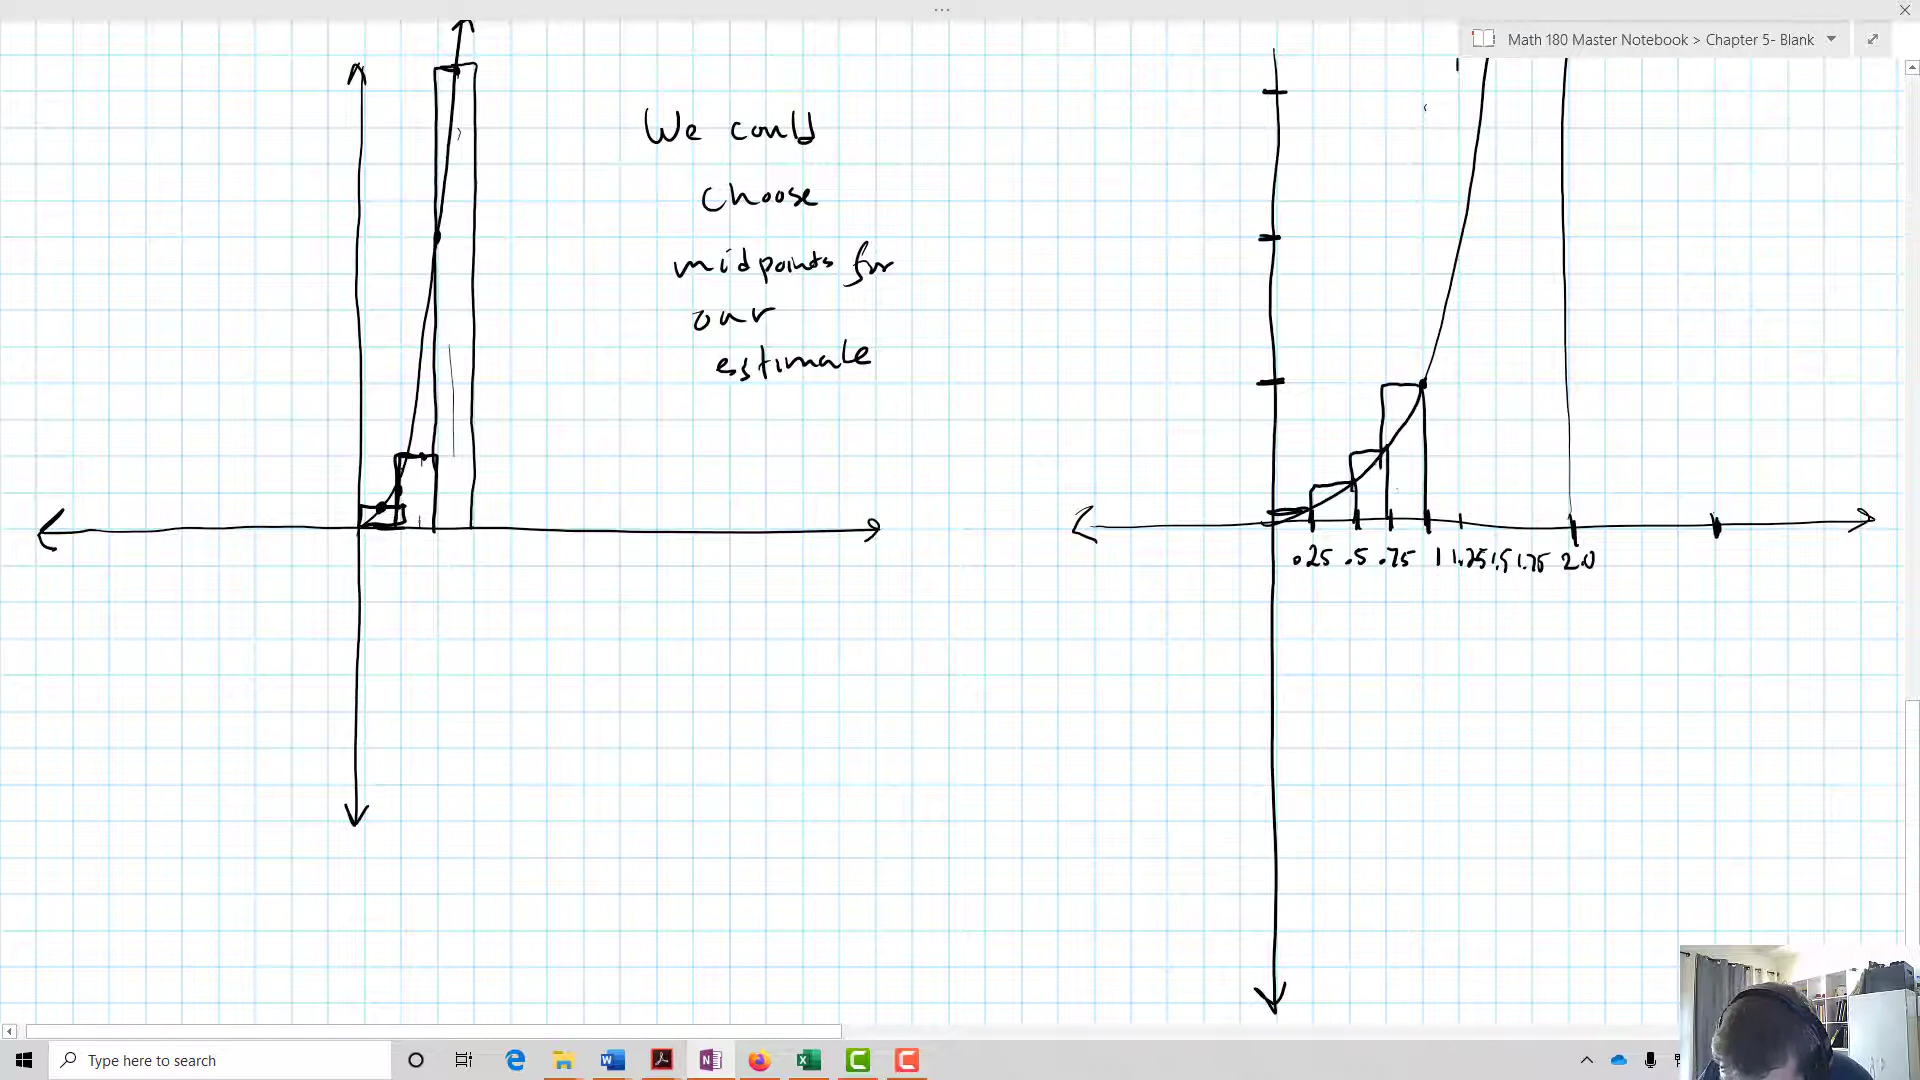 Math 180 Master Notebook > Chapter 5- Blank
We could
choose
midpoints for
our
estimate
.25 .5 .75 1 1.25 1.5 1.75 2.0
Type here to search